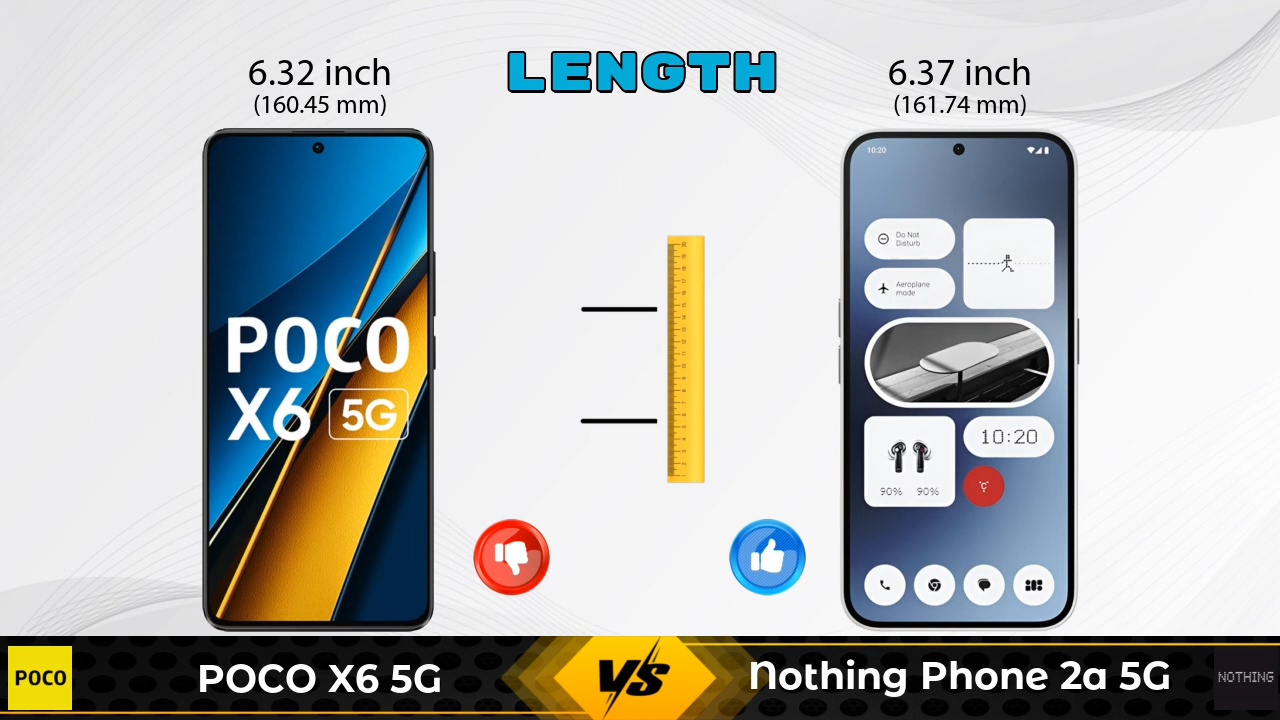 LENGTH
6.32 inch
(160.45 mm)
6.37 inch
(161.74 mm)
POCO
X6 5G
10:20
Do Not
Disturb
Aeroplane
mode
10:20
90% 90%
POCO
POCO X6 5G
VS
Nothing Phone 2a 5G
NOTHING